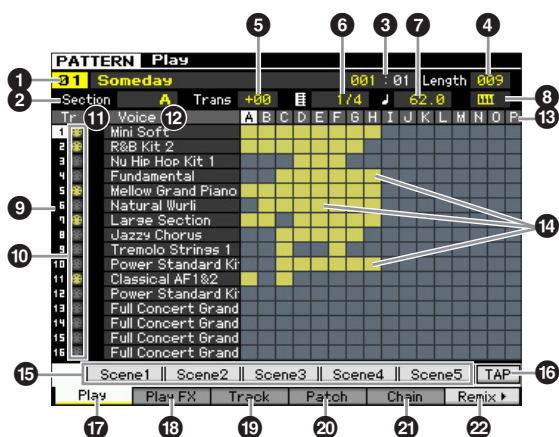 5 6 3 7 4
PATTERN Play
1 01 Someday 001 : 01 Length 009
2 Section A Trans +00 1/4 62.0 8
Tr 11 Voice 12 A B C D E F G H I J K L M N O P 13
1 Mini Soft
2 R&B Kit 2
3 Nu Hip Hop Kit 1
4 Fundamental
5 Mellow Grand Piano
9 6 Natural Wurli
7 Large Section 14
8 Jazzy Chorus
10 9 Tremolo Strings 1
10 Power Standard Ki
11 Classical AF1&2
12 Power Standard Ki
13 Full Concert Grand
14 Full Concert Grand
15 Full Concert Grand
16 Full Concert Grand
15 Scene1 Scene2 Scene3 Scene4 Scene5 TAP 16
Play Play FX Track Patch Chain Remix
17 18 19 20 21 22